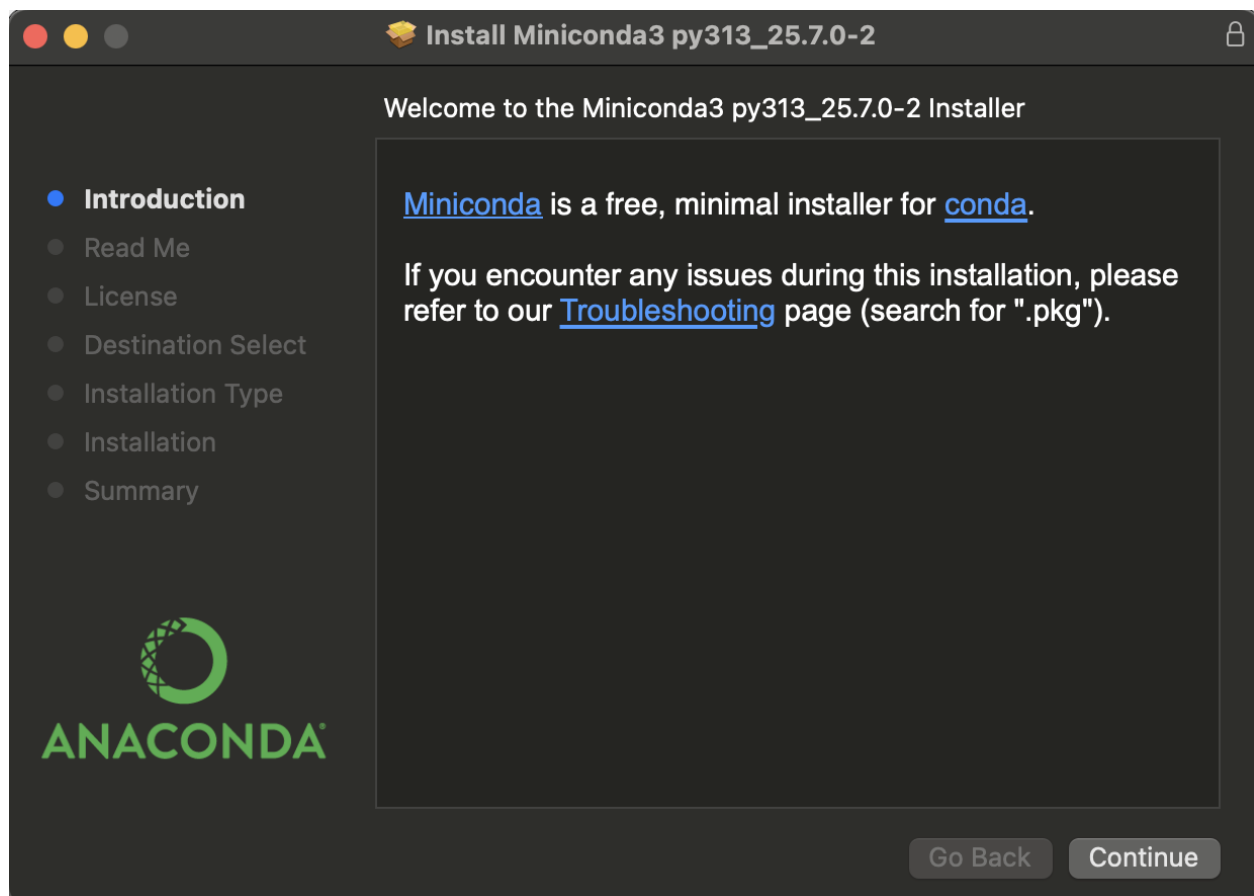 Install Miniconda3 py313_25.7.0-2
Welcome to the Miniconda3 py313_25.7.0-2 Installer
Introduction
Read Me
License
Destination Select
Installation Type
Installation
Summary
Miniconda is a free, minimal installer for conda.
If you encounter any issues during this installation, please
refer to our Troubleshooting page (search for ".pkg").
ANACONDA®
Go Back
Continue